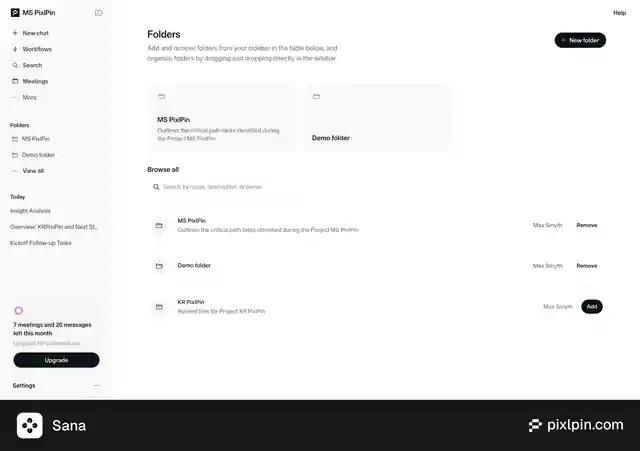 MS PixlPin
New chat
Workflows
Search
Meetings
More
Folders
MS PixlPin
Demo folder
View all
Today
Insight Analysis
Overview: KRPixlPin and Next St...
Kickoff Follow-up Tasks
7 meetings and 26 messages
left this month
Upgrade for unlimited use
Upgrade
Settings
Help
Folders
Add and remove folders from your sidebar in the table below, and
organize folders by dragging and dropping directly in the sidebar
New folder
MS PixlPin
Outlines the critical path tasks identified during
the Project MS PixlPin
Demo folder
Browse all
Search by name, description, or owner
MS PixlPin
Outlines the critical path tasks identified during the Project MS PixlPin
Max Smyth
Remove
Demo folder
Max Smyth
Remove
KR PixlPin
Related files for Project KR PixlPin
Max Smyth
Add
Sana
pixlpin.com